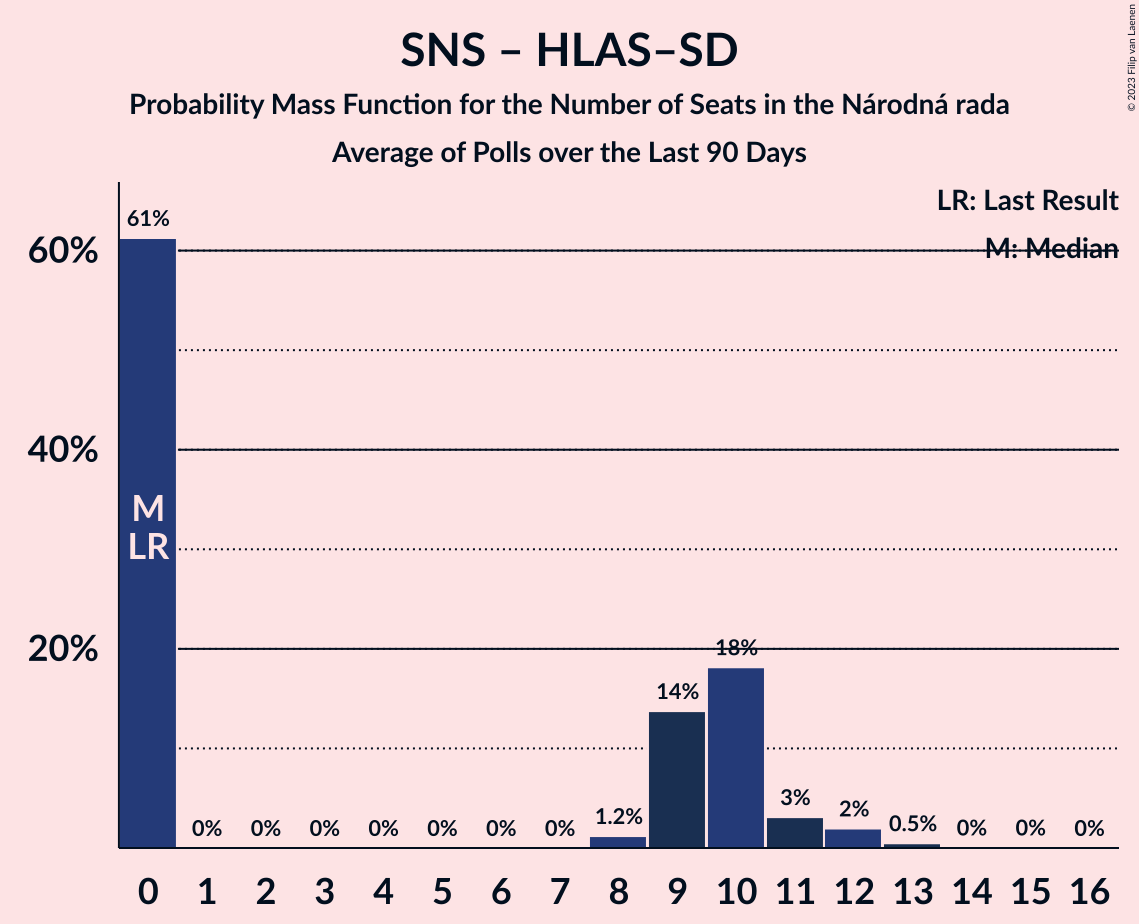 SNS – HLAS–SD
Probability Mass Function for the Number of Seats in the Národná rada
Average of Polls over the Last 90 Days
© 2023 Filip van Laenen
LR: Last Result
M: Median
61%
60%
40%
20%
M
LR
0%
0%
0%
0%
0%
0%
0%
1.2%
14%
18%
3%
2%
0.5%
0%
0%
0%
0 1 2 3 4 5 6 7 8 9 10 11 12 13 14 15 16